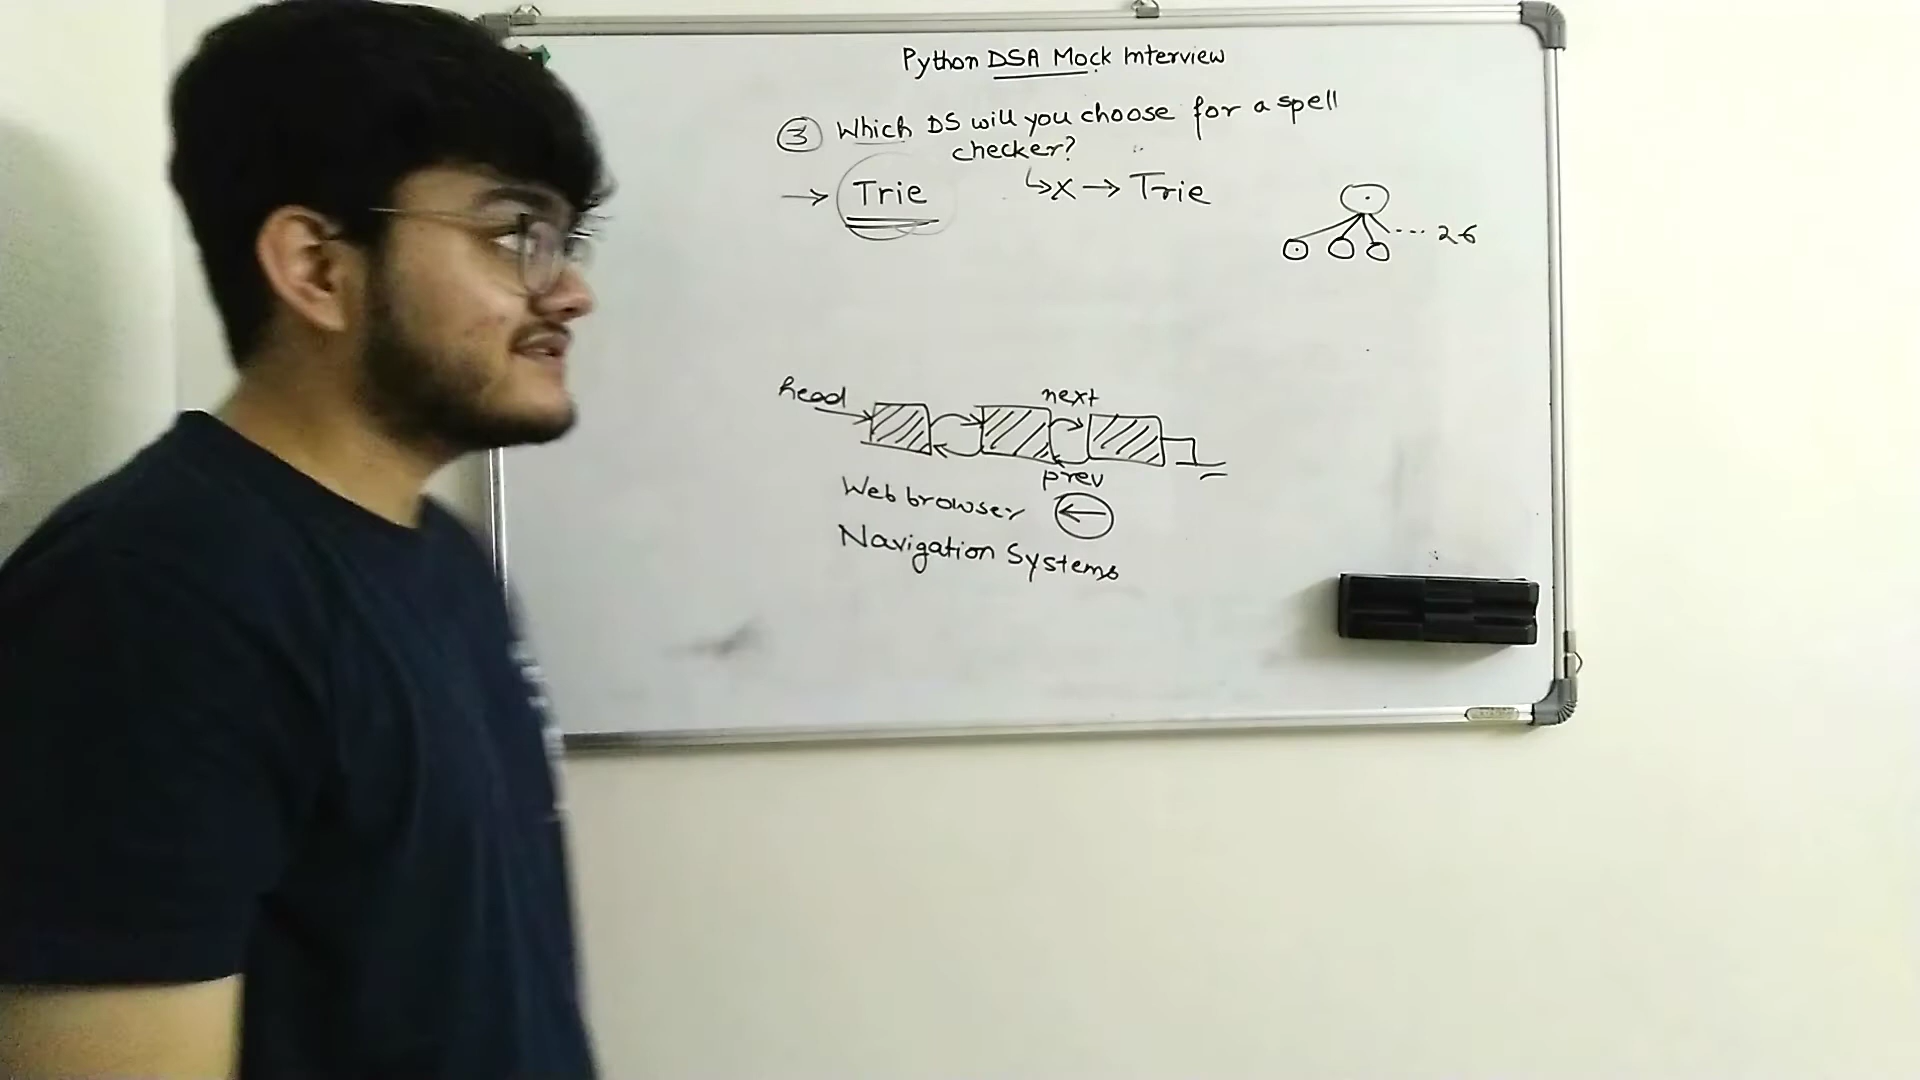 Python DSA Mock Interview
③ Which DS will you choose for a spell
checker?
→ Trie ↳ X → Trie
... 26
head next
prev
Web browser ←
Navigation Systems